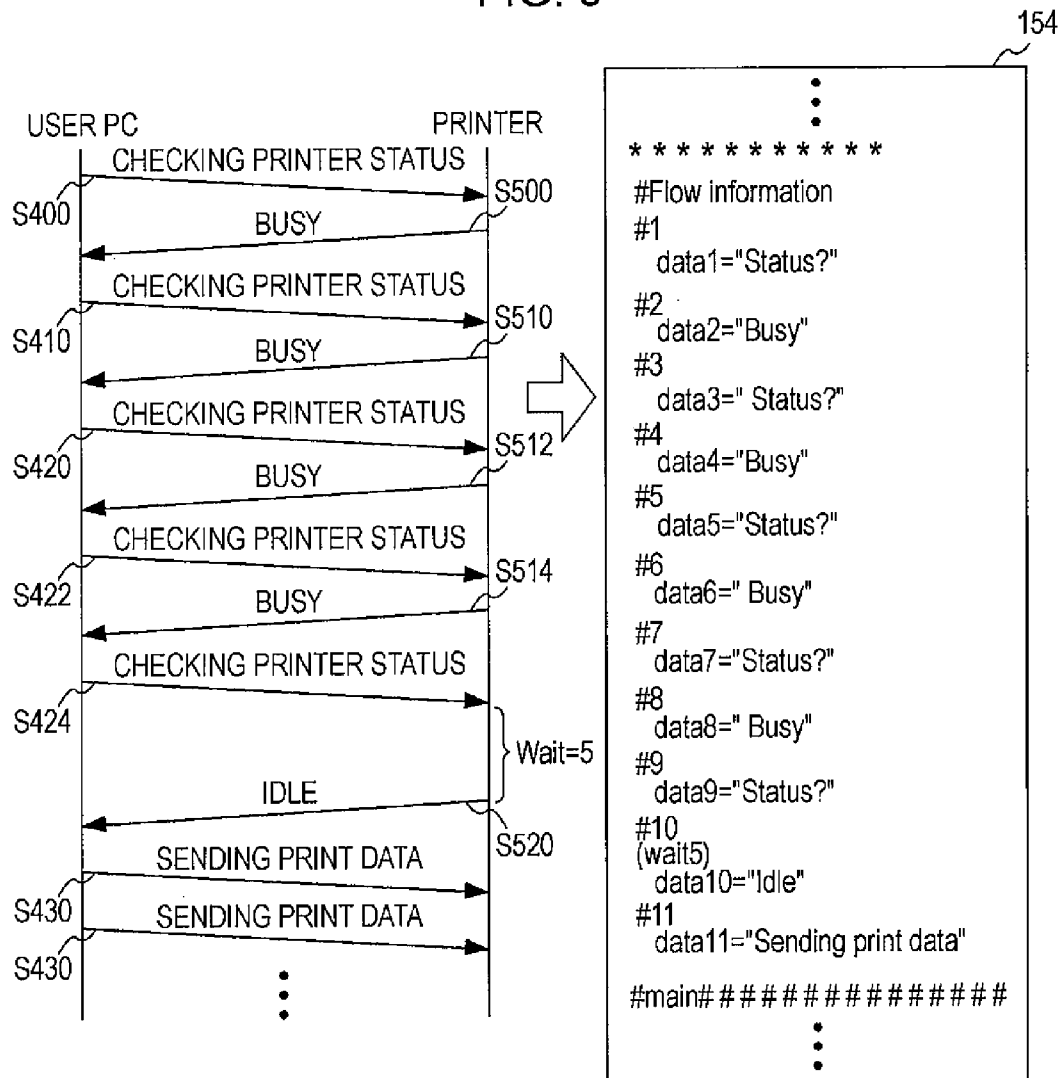 154
USER PC
PRINTER
CHECKING PRINTER STATUS
S400
S500
BUSY
CHECKING PRINTER STATUS
S410
S510
BUSY
CHECKING PRINTER STATUS
S420
S512
BUSY
CHECKING PRINTER STATUS
S422
S514
BUSY
CHECKING PRINTER STATUS
S424
Wait=5
IDLE
S520
SENDING PRINT DATA
S430
SENDING PRINT DATA
S430
* * * * * * * * * * *
#Flow information
#1
data1="Status?"
#2
data2="Busy"
#3
data3=" Status?"
#4
data4="Busy"
#5
data5="Status?"
#6
data6=" Busy"
#7
data7="Status?"
#8
data8=" Busy"
#9
data9="Status?"
#10
(wait5)
data10="Idle"
#11
data11="Sending print data"
#main# # # # # # # # # # # # # # #